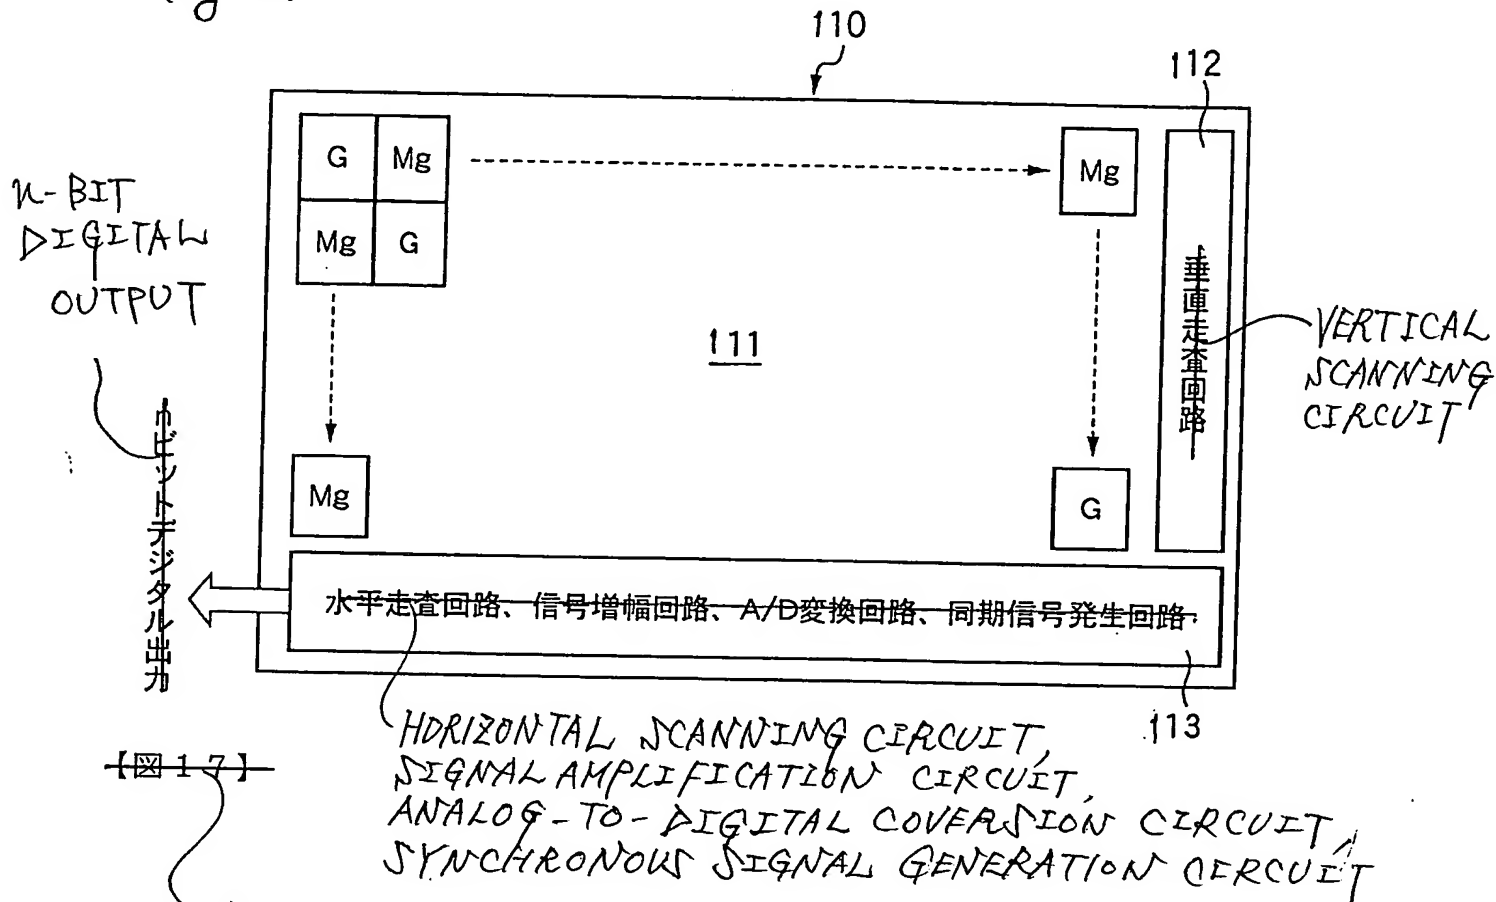 110
112
G Mg
Mg G
Mg
n-BIT
DIGITAL
OUTPUT
111
垂直走査回路
VERTICAL
SCANNING
CIRCUIT
nビットデジタル出力
Mg
G
水平走査回路、信号増幅回路、A/D変換回路、同期信号発生回路
113
HORIZONTAL SCANNING CIRCUIT,
SIGNAL AMPLIFICATION CIRCUIT,
ANALOG-TO-DIGITAL COVERSION CIRCUIT,
SYNCHRONOUS SIGNAL GENERATION CIRCUIT
【図17】